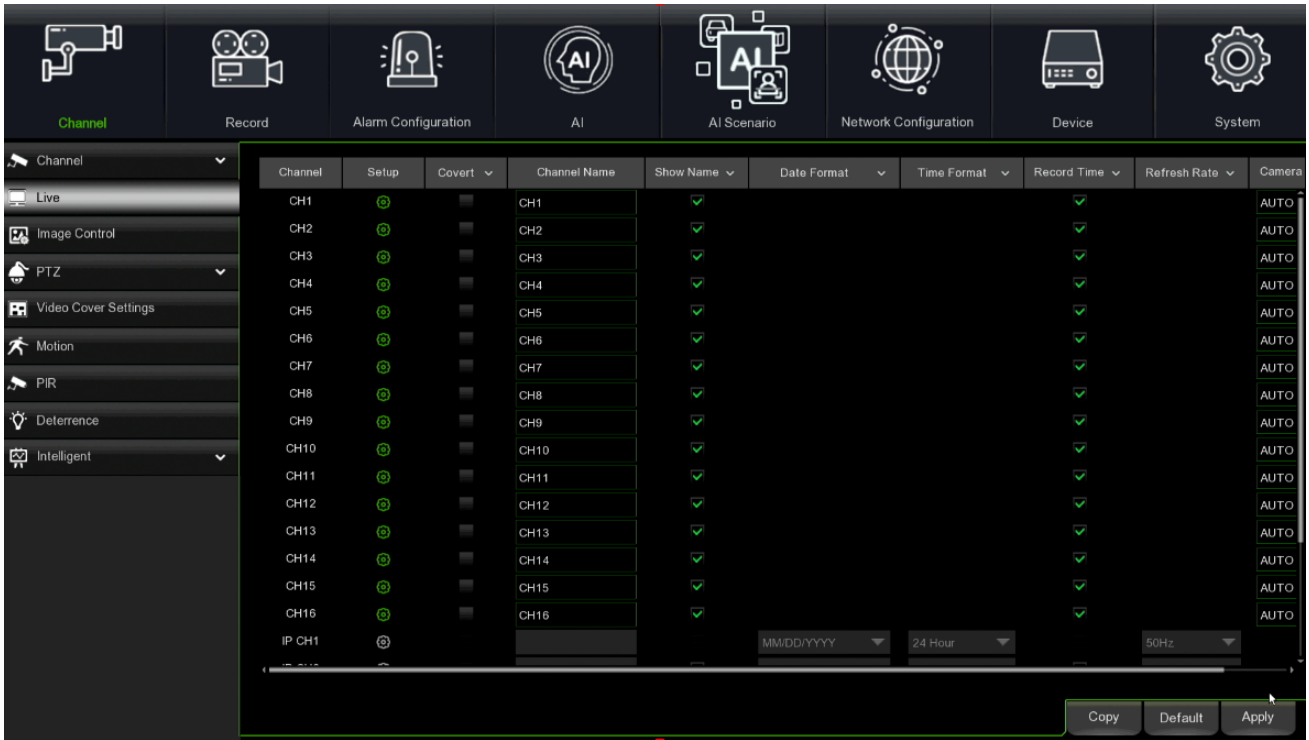 Channel Record Alarm Configuration AI AI Scenario Network Configuration Device System
Channel
Live
Image Control
PTZ
Video Cover Settings
Motion
PIR
Deterrence
Intelligent
Channel Setup Covert Channel Name Show Name Date Format Time Format Record Time Refresh Rate Camera
CH1 CH1 AUTO
CH2 CH2 AUTO
CH3 CH3 AUTO
CH4 CH4 AUTO
CH5 CH5 AUTO
CH6 CH6 AUTO
CH7 CH7 AUTO
CH8 CH8 AUTO
CH9 CH9 AUTO
CH10 CH10 AUTO
CH11 CH11 AUTO
CH12 CH12 AUTO
CH13 CH13 AUTO
CH14 CH14 AUTO
CH15 CH15 AUTO
CH16 CH16 AUTO
IP CH1 MM/DD/YYYY 24 Hour 50Hz
Copy Default Apply